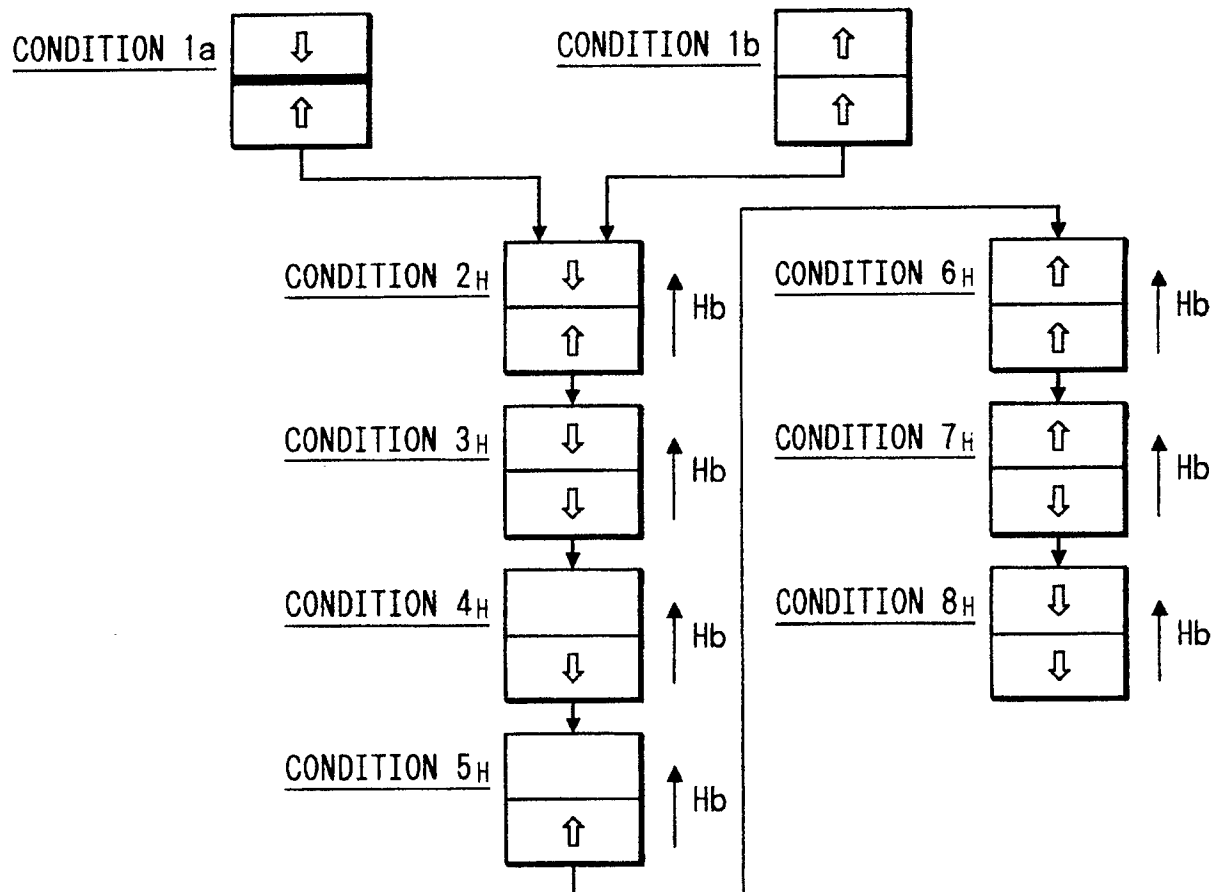 CONDITION 1a
CONDITION 1b
CONDITION 2H
Hb
CONDITION 3H
Hb
CONDITION 4H
Hb
CONDITION 5H
Hb
CONDITION 6H
Hb
CONDITION 7H
Hb
CONDITION 8H
Hb